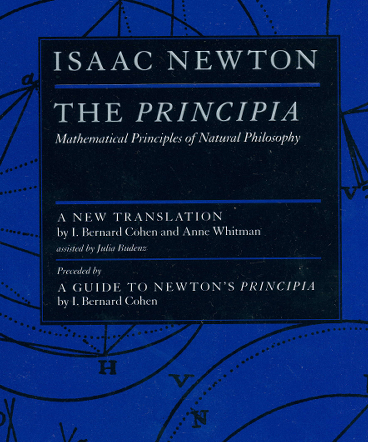 ISAAC NEWTON
THE PRINCIPIA
Mathematical Principles of Natural Philosophy
A NEW TRANSLATION
by I. Bernard Cohen and Anne Whitman
assisted by Julia Budenz
Preceded by
A GUIDE TO NEWTON'S PRINCIPIA
by I. Bernard Cohen
a
H
V
N